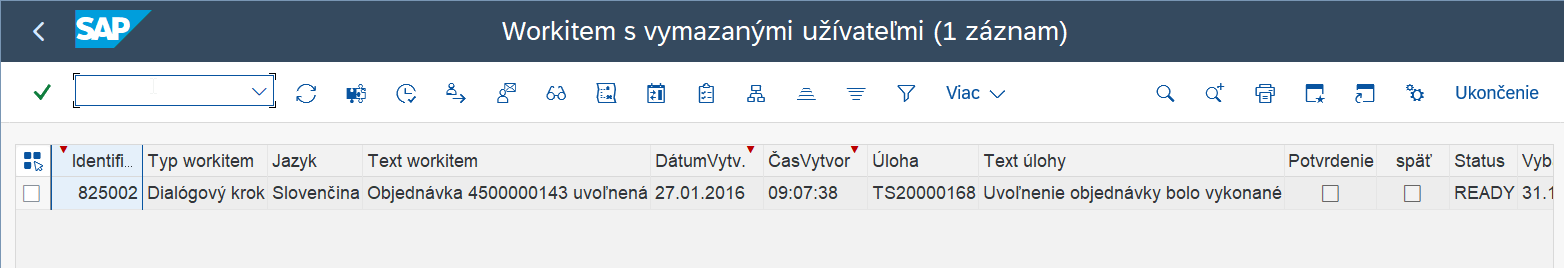 SAP Workitem s vymazanými užívateľmi (1 záznam)
Viac Ukončenie
Identifi... Typ workitem Jazyk Text workitem DátumVytv. ČasVytvor Úloha Text úlohy Potvrdenie späť Status Vyb
825002 Dialógový krok Slovenčina Objednávka 4500000143 uvoľnená 27.01.2016 09:07:38 TS20000168 Uvoľnenie objednávky bolo vykonané READY 31.1